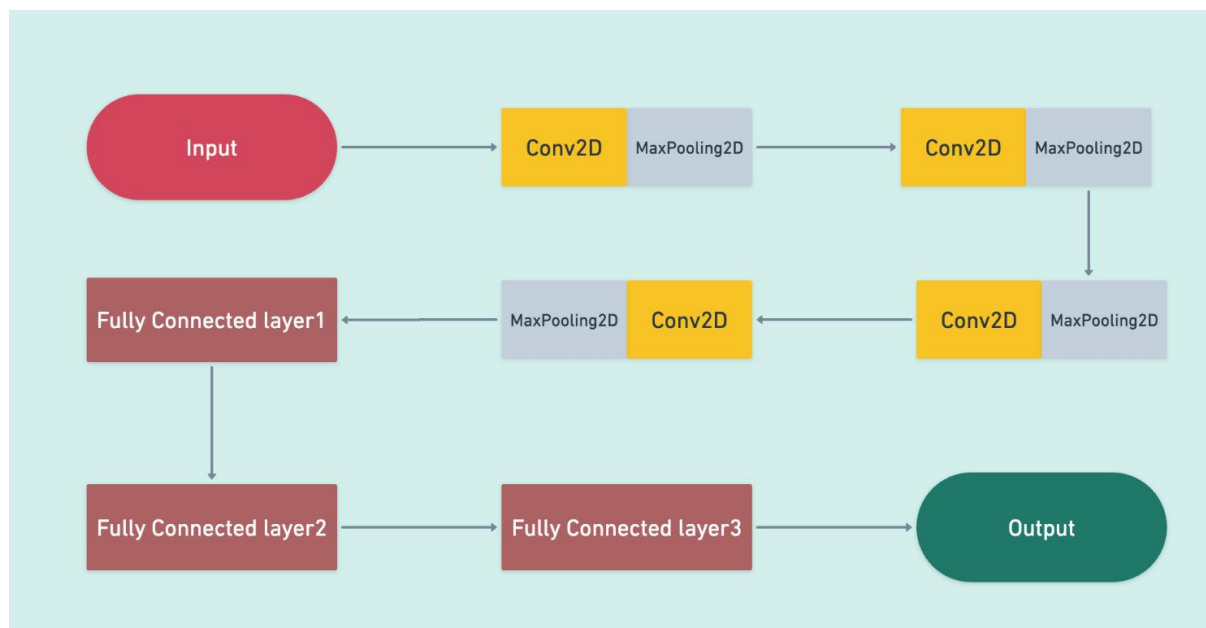 Input
Conv2D
MaxPooling2D
Conv2D
MaxPooling2D
Fully Connected layer1
MaxPooling2D
Conv2D
Conv2D
MaxPooling2D
Fully Connected layer2
Fully Connected layer3
Output